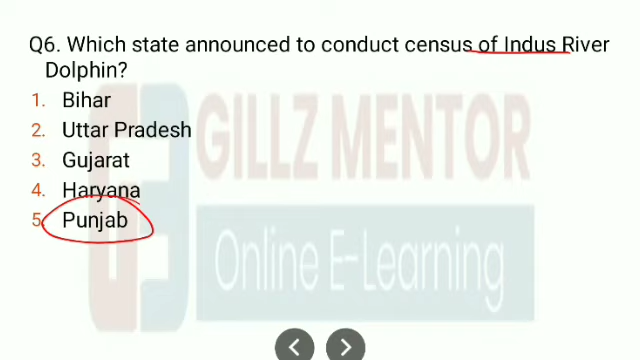 Q6. Which state announced to conduct census of Indus River
Dolphin?
1. Bihar
2. Uttar Pradesh
3. Gujarat
4. Haryana
5. Punjab
GILLZ MENTOR
Online E-Learning